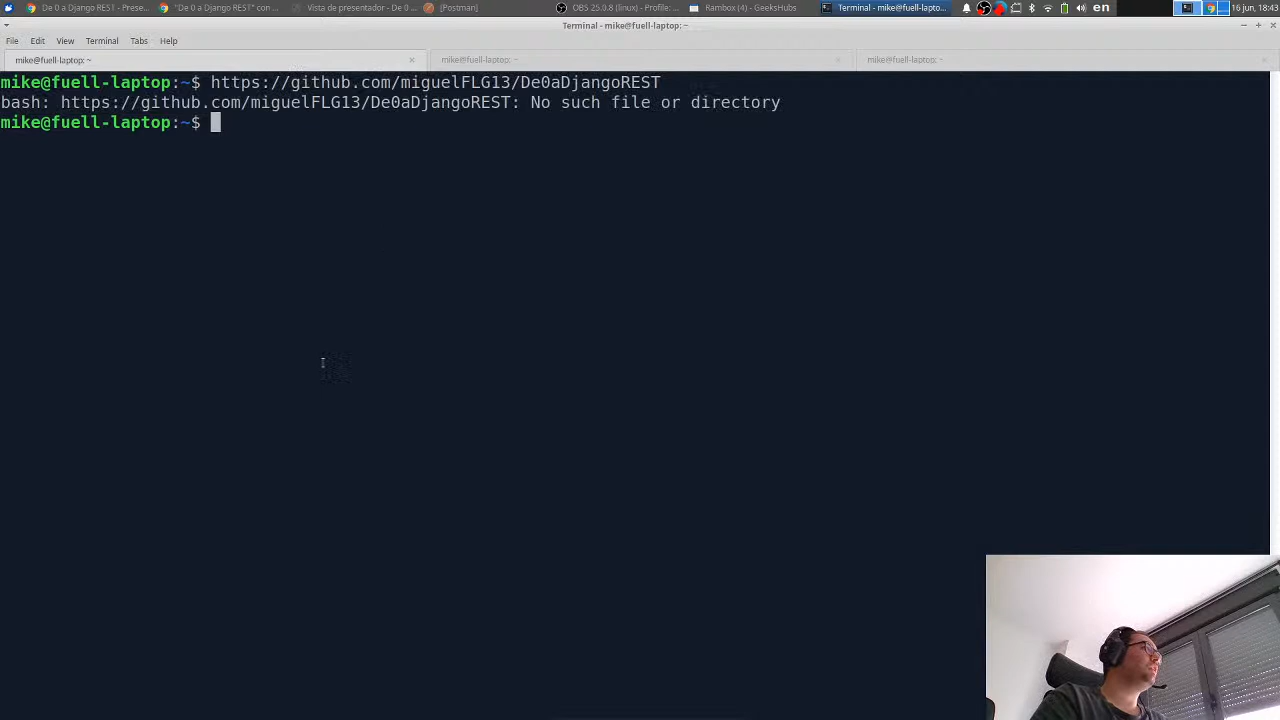 De 0 a Django REST - Prese...
"De 0 a Django REST" con ...
Vista de presentador - De 0 ...
[Postman]
OBS 25.0.8 (linux) - Profile: ...
Rambox (4) - GeeksHubs
Terminal - mike@fuell-lapto...
en
16 jun, 18:43
Terminal - mike@fuell-laptop: ~
File Edit View Terminal Tabs Help
mike@fuell-laptop: ~
mike@fuell-laptop: ~
mike@fuell-laptop: ~
mike@fuell-laptop:~$ https://github.com/miguelFLG13/De0aDjangoREST
bash: https://github.com/miguelFLG13/De0aDjangoREST: No such file or directory
mike@fuell-laptop:~$